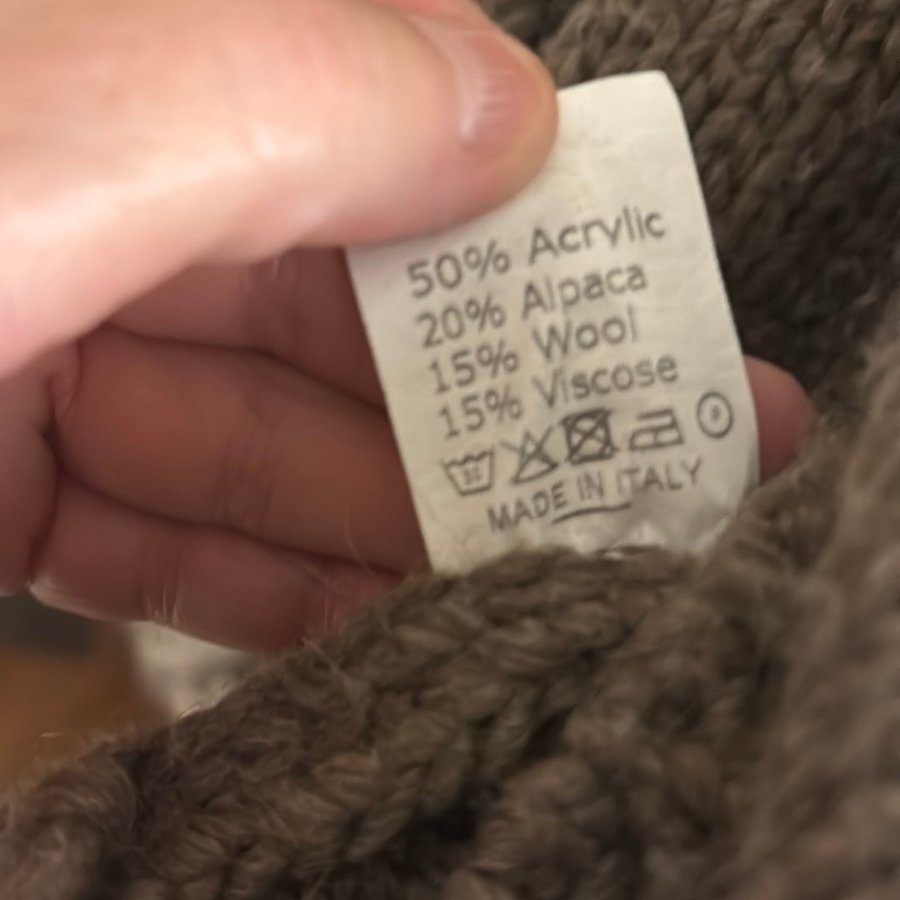 50% Acrylic
20% Alpaca
15% Wool
15% Viscose
MADE IN ITALY